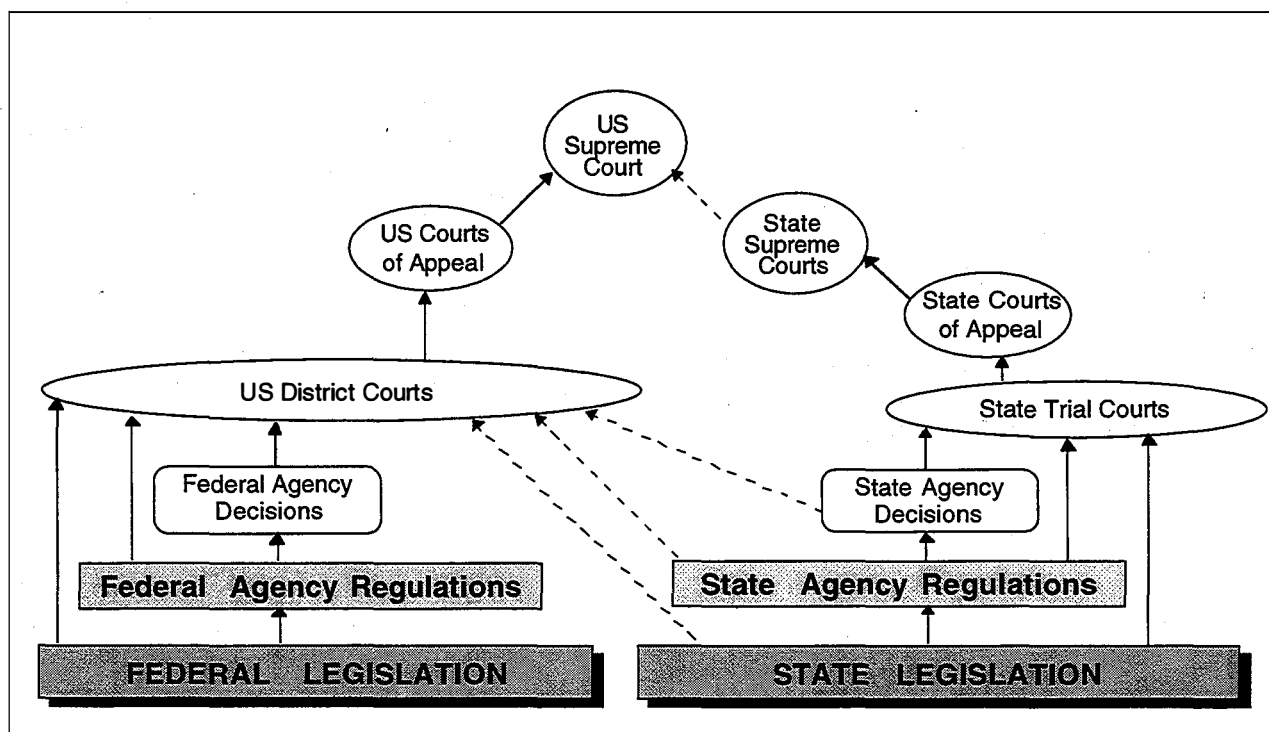 US
Supreme
Court
US Courts
of Appeal
State
Supreme
Courts
State Courts
of Appeal
US District Courts
State Trial Courts
Federal Agency
Decisions
State Agency
Decisions
Federal Agency Regulations
State Agency Regulations
FEDERAL LEGISLATION
STATE LEGISLATION